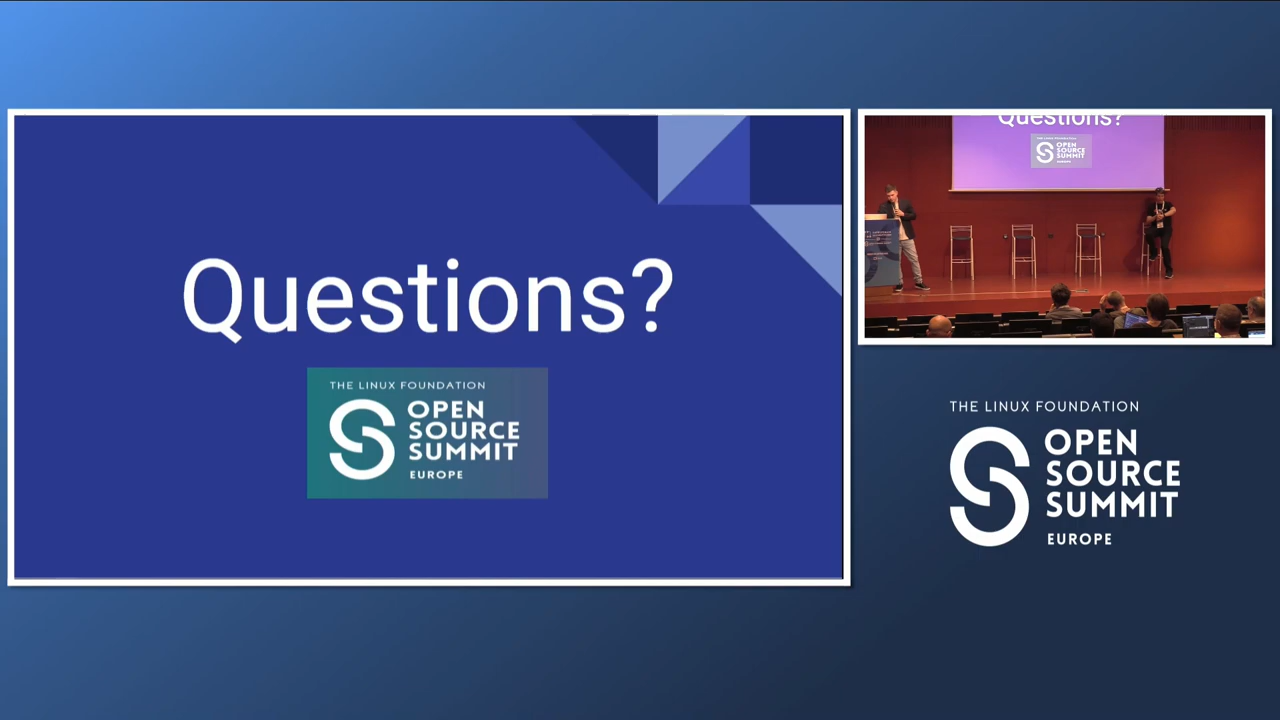 Questions?
THE LINUX FOUNDATION
OPEN
SOURCE
SUMMIT
EUROPE
Questions?
OPEN
SOURCE
SUMMIT
EUROPE
THE LINUX FOUNDATION
OPEN
SOURCE
SUMMIT
EUROPE